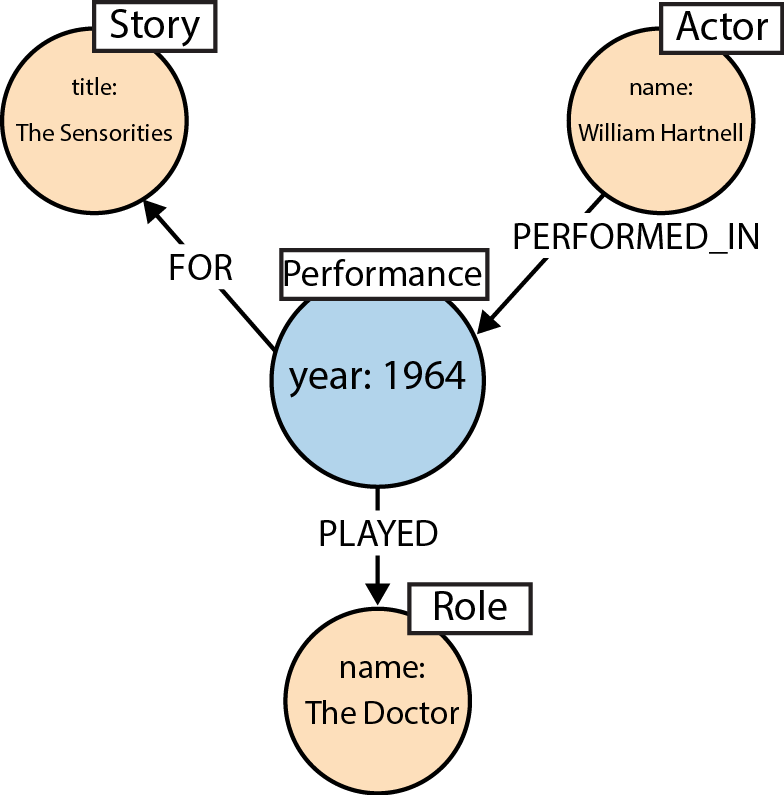 Story
title:
The Sensorities
Actor
name:
William Hartnell
FOR
PERFORMED_IN
Performance
year: 1964
PLAYED
Role
name:
The Doctor